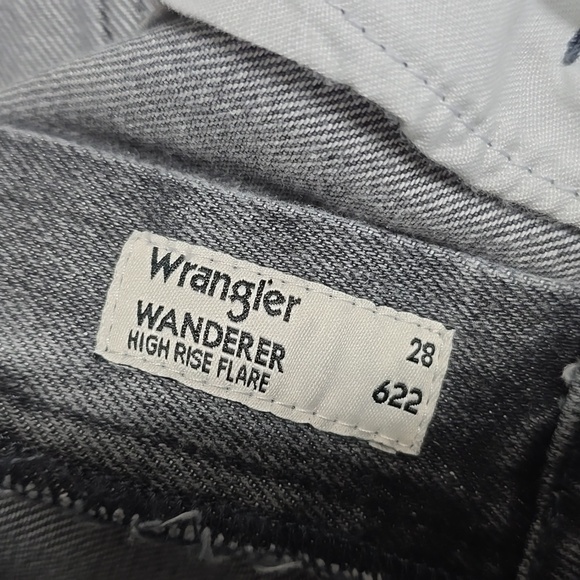 Wrangler
WANDERER
HIGH RISE FLARE
28
622